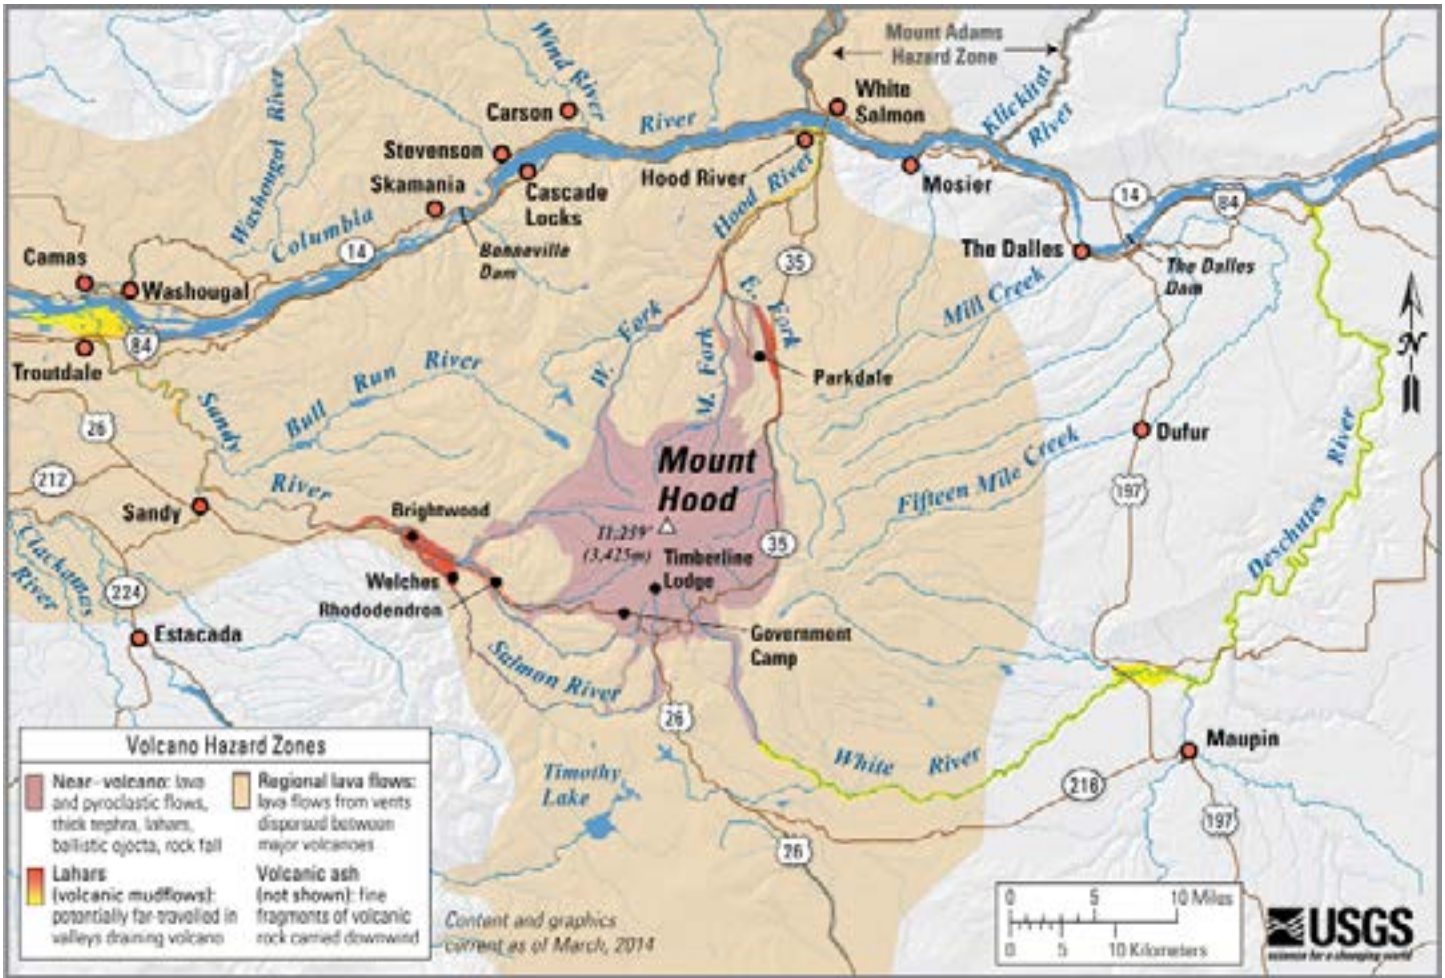 Mount Adams
Hazard Zone
Wind River
Washougal River
Carson
White
Salmon
River
Klickitat
River
Stevenson
Skamania
Cascade
Locks
Hood River
Hood River
Mosier
Columbia
14
Bonneville
Dam
14
84
Camas
Washougal
35
The Dalles
The Dalles
Dam
Mill Creek
84
Troutdale
W. Fork
M. Fork
E. Fork
Parkdale
N
Sandy
River
Bull Run River
26
212
Sandy
Brightwood
Mount
Hood
11,239'
(3,425m)
Timberline
Lodge
35
Fifteen Mile Creek
Dufur
197
Deschutes River
Clackamas
River
224
Welches
Rhododendron
Estacada
Government
Camp
Salmon River
26
White River
Maupin
216
197
Timothy
Lake
26
Volcano Hazard Zones
Near-volcano: lava
and pyroclastic flows,
thick tephra, lahars,
ballistic ejecta, rock fall
Regional lava flows:
lava flows from vents
dispersed between
major volcanoes
Lahars
(volcanic mudflows):
potentially far-travelled in
valleys draining volcano
Volcanic ash
(not shown): fine
fragments of volcanic
rock carried downwind
Content and graphics
current as of March, 2014
0 5 10 Miles
0 5 10 Kilometers
USGS
science for a changing world